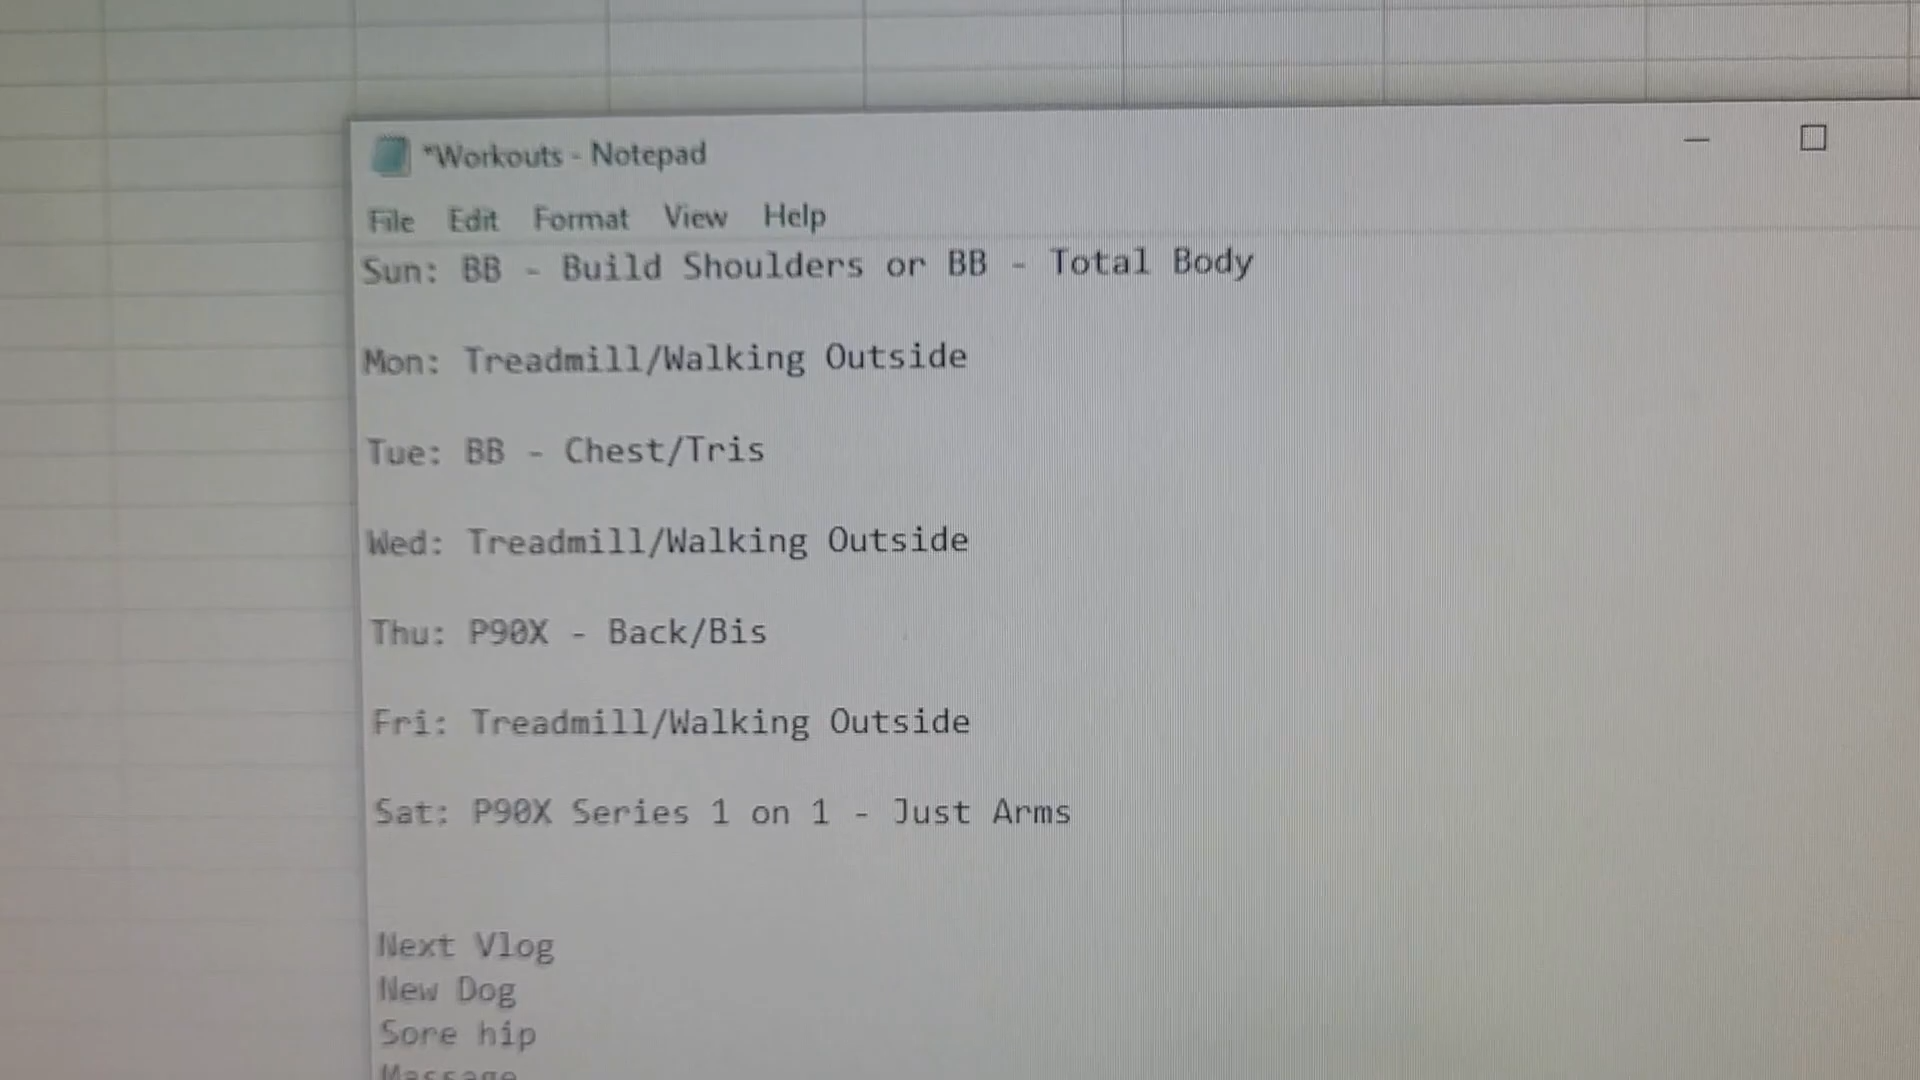 *Workouts - Notepad
File Edit Format View Help
Sun: BB - Build Shoulders or BB - Total Body
Mon: Treadmill/Walking Outside
Tue: BB - Chest/Tris
Wed: Treadmill/Walking Outside
Thu: P90X - Back/Bis
Fri: Treadmill/Walking Outside
Sat: P90X Series 1 on 1 - Just Arms
Next Vlog
New Dog
Sore hip
Massage